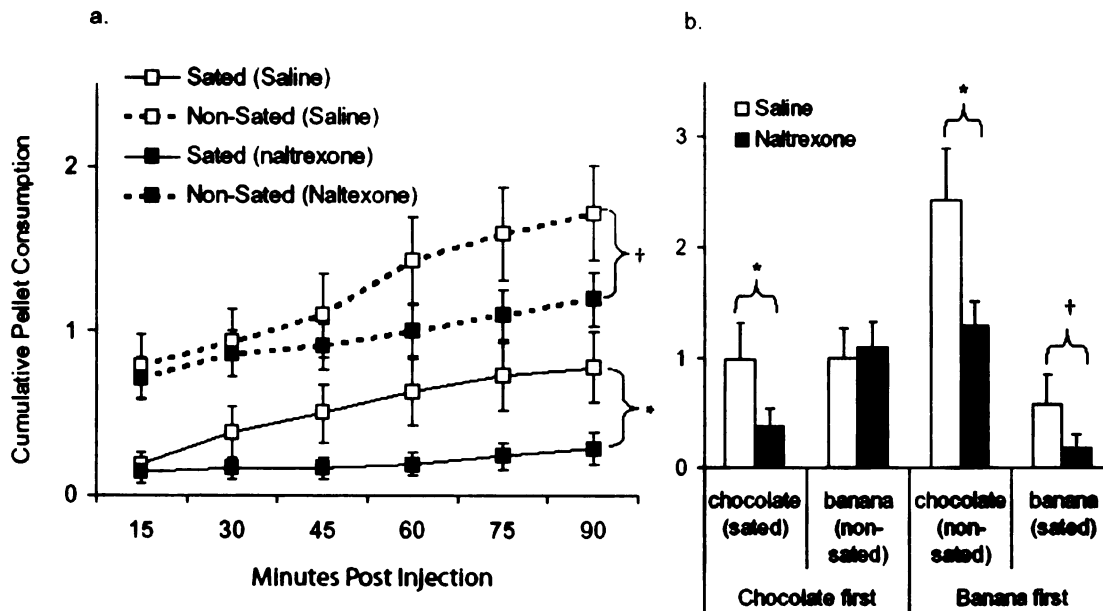 a.
Sated (Saline)
Non-Sated (Saline)
Sated (naltrexone)
Non-Sated (Naltexone)
Cumulative Pellet Consumption
2
1
0
†
*
15 30 45 60 75 90
Minutes Post Injection
b.
Saline
Naltrexone
3
2
1
0
*
*
†
chocolate (sated)
banana (non-sated)
chocolate (non-sated)
banana (sated)
Chocolate first
Banana first